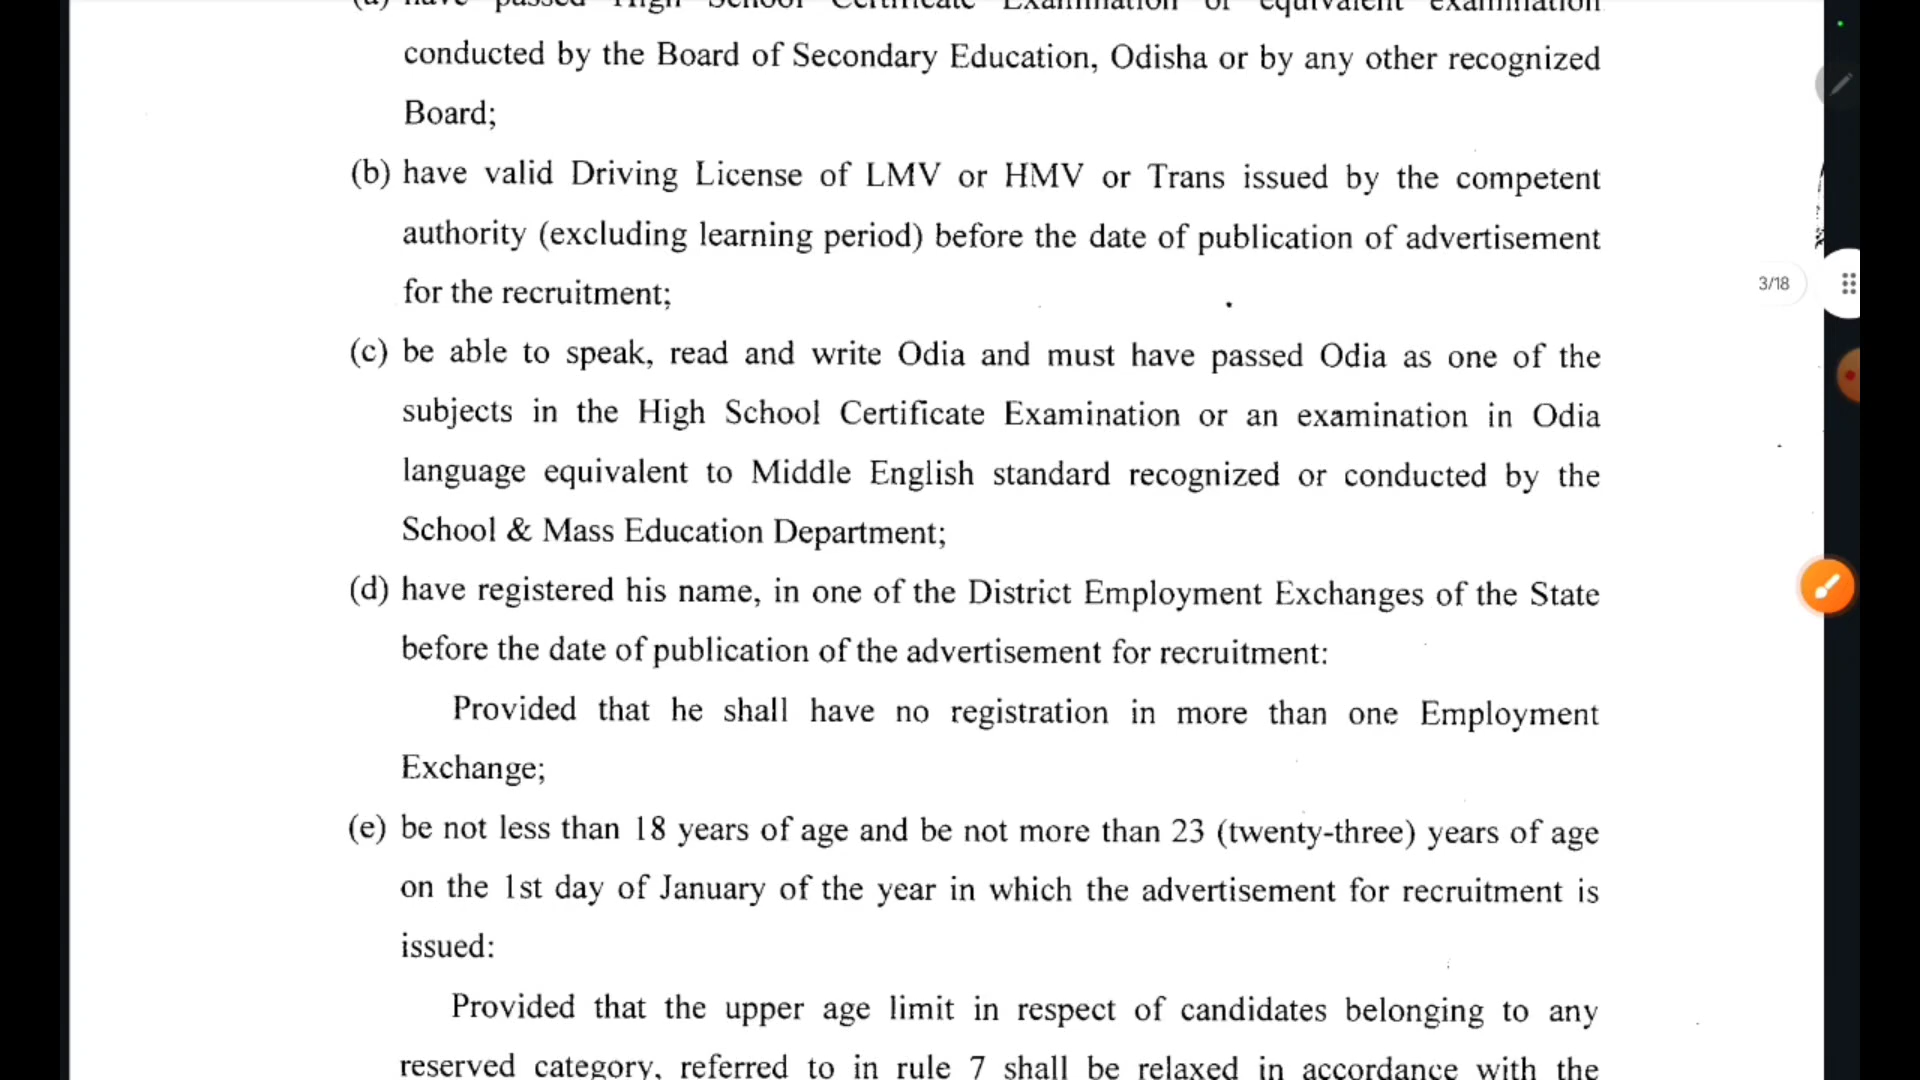 (a) have passed High School Certificate Examination or equivalent examination
conducted by the Board of Secondary Education, Odisha or by any other recognized
Board;
(b) have valid Driving License of LMV or HMV or Trans issued by the competent
authority (excluding learning period) before the date of publication of advertisement
for the recruitment;
3/18
(c) be able to speak, read and write Odia and must have passed Odia as one of the
subjects in the High School Certificate Examination or an examination in Odia
language equivalent to Middle English standard recognized or conducted by the
School & Mass Education Department;
(d) have registered his name, in one of the District Employment Exchanges of the State
before the date of publication of the advertisement for recruitment:
Provided that he shall have no registration in more than one Employment
Exchange;
(e) be not less than 18 years of age and be not more than 23 (twenty-three) years of age
on the 1st day of January of the year in which the advertisement for recruitment is
issued:
Provided that the upper age limit in respect of candidates belonging to any
reserved category, referred to in rule 7 shall be relaxed in accordance with the